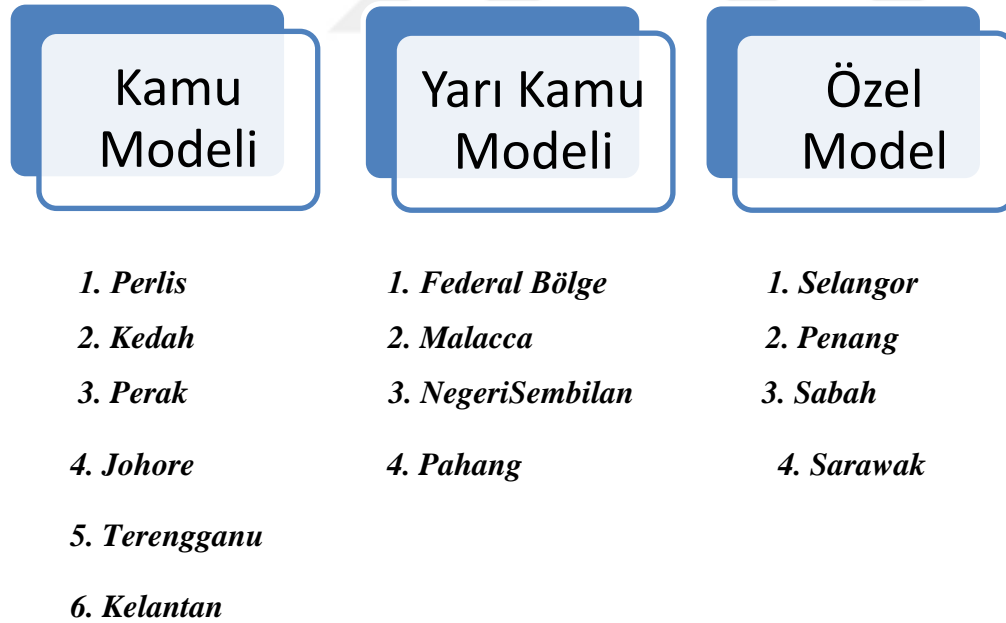 Kamu
Modeli
1. Perlis
2. Kedah
3. Perak
4. Johore
5. Terengganu
6. Kelantan
Yarı Kamu
Modeli
1. Federal Bölge
2. Malacca
3. NegeriSembilan
4. Pahang
Özel
Model
1. Selangor
2. Penang
3. Sabah
4. Sarawak